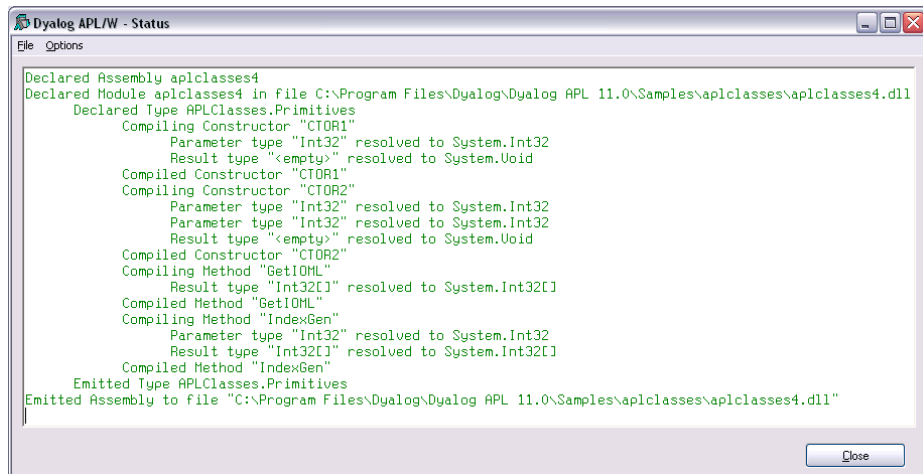 Dyalog APL/W - Status
File Options
Declared Assembly aplclasses4
Declared Module aplclasses4 in file C:\Program Files\Dyalog\Dyalog APL 11.0\Samples\aplclasses\aplclasses4.dll
Declared Type APLClasses.Primitives
Compiling Constructor "CTOR1"
Parameter type "Int32" resolved to System.Int32
Result type "<empty>" resolved to System.Void
Compiled Constructor "CTOR1"
Compiling Constructor "CTOR2"
Parameter type "Int32" resolved to System.Int32
Parameter type "Int32" resolved to System.Int32
Result type "<empty>" resolved to System.Void
Compiled Constructor "CTOR2"
Compiling Method "GetIOML"
Result type "Int32[]" resolved to System.Int32[]
Compiled Method "GetIOML"
Compiling Method "IndexGen"
Parameter type "Int32" resolved to System.Int32
Result type "Int32[]" resolved to System.Int32[]
Compiled Method "IndexGen"
Emitted Type APLClasses.Primitives
Emitted Assembly to file "C:\Program Files\Dyalog\Dyalog APL 11.0\Samples\aplclasses\aplclasses4.dll"
Close